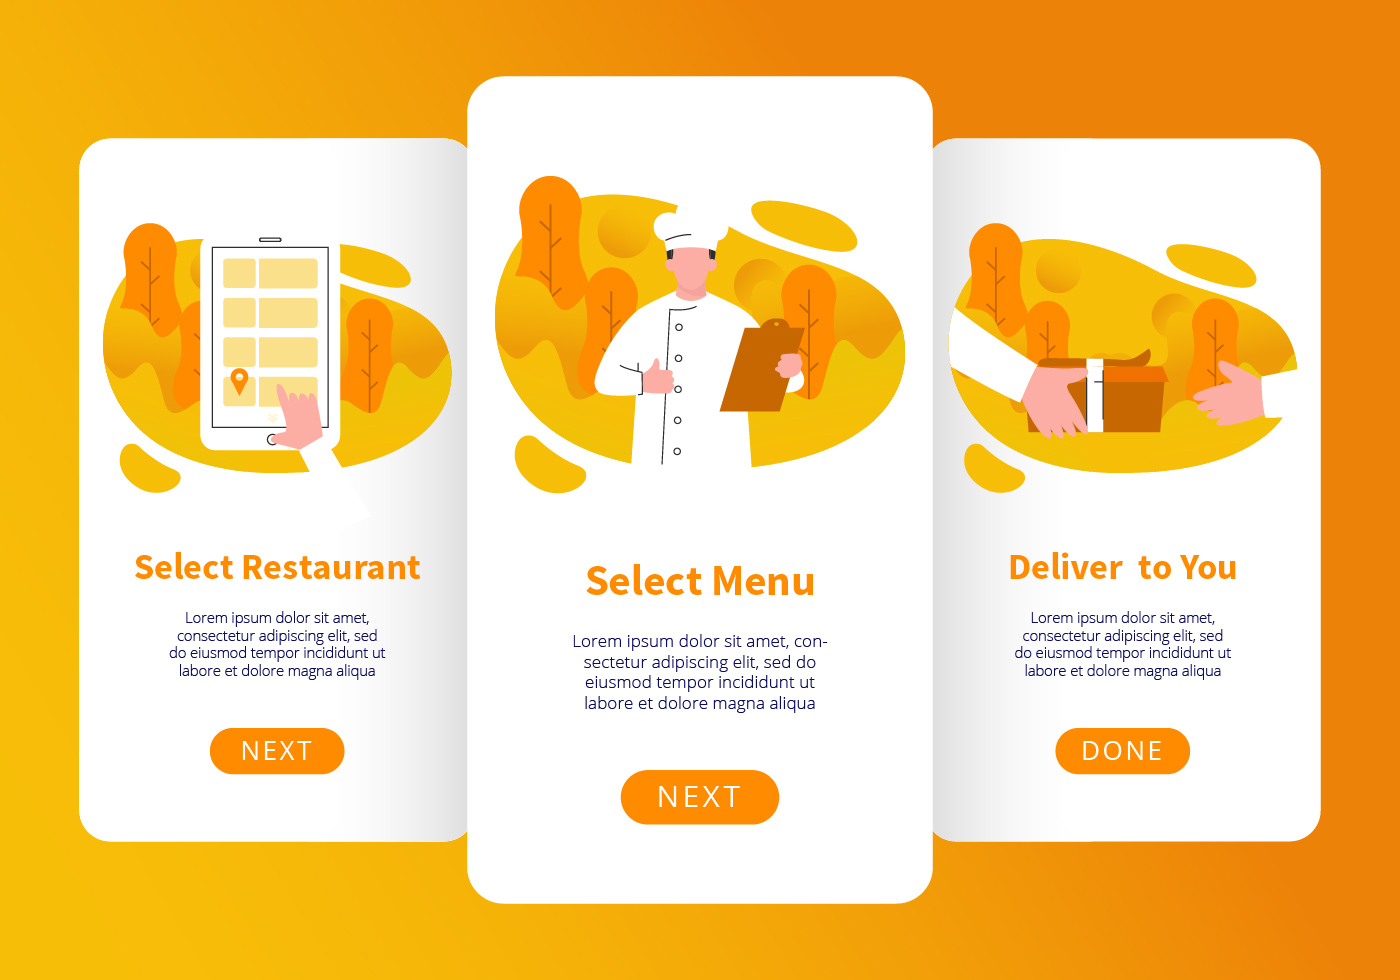 Select Restaurant
Lorem ipsum dolor sit amet,
consectetur adipiscing elit, sed
do eiusmod tempor incididunt ut
labore et dolore magna aliqua
NEXT
Select Menu
Lorem ipsum dolor sit amet, con-
sectetur adipiscing elit, sed do
eiusmod tempor incididunt ut
labore et dolore magna aliqua
NEXT
Deliver  to You
Lorem ipsum dolor sit amet,
consectetur adipiscing elit, sed
do eiusmod tempor incididunt ut
labore et dolore magna aliqua
DONE